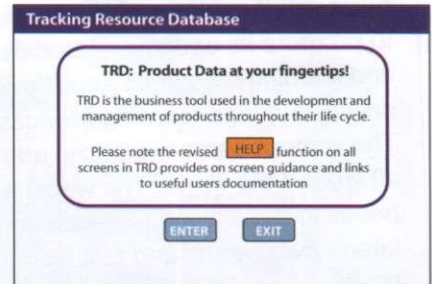 Tracking Resource Database
TRD: Product Data at your fingertips!
TRD is the business tool used in the development and
management of products throughout their life cycle.
Please note the revised HELP function on all
screens in TRD provides on screen guidance and links
to useful users documentation
ENTER EXIT